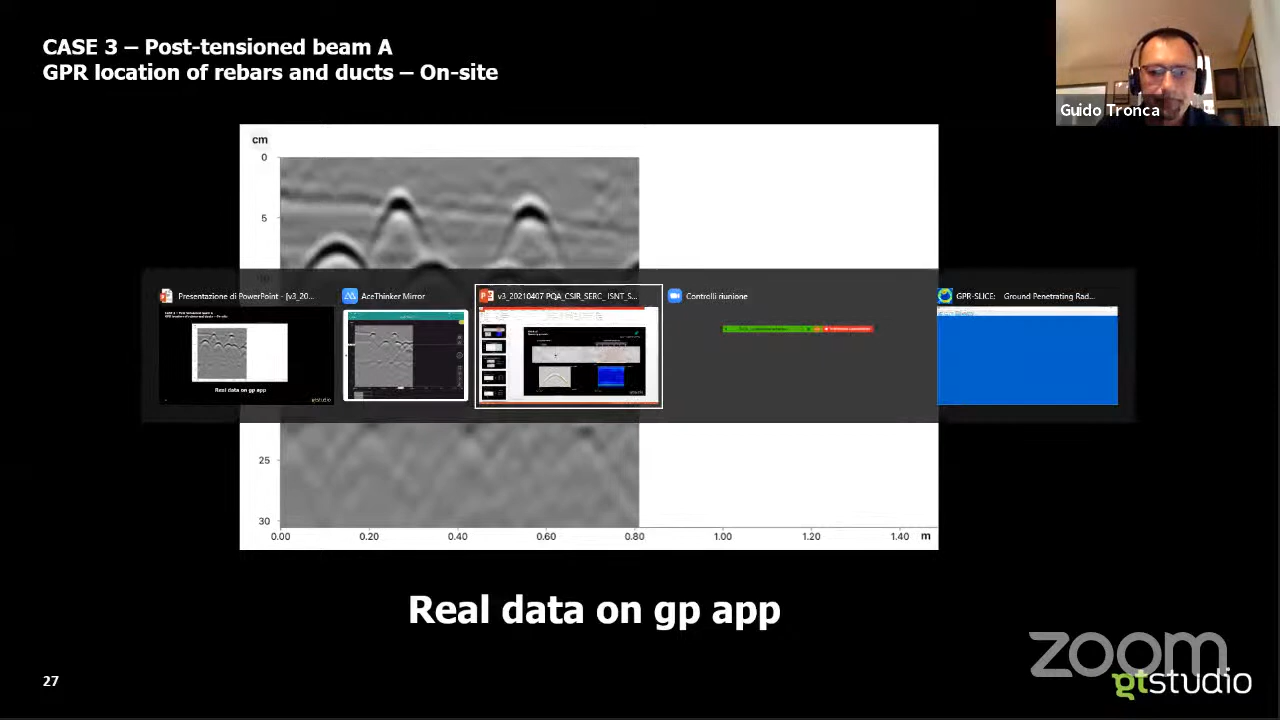 CASE 3 – Post-tensioned beam A
GPR location of rebars and ducts – On-site
Guido Tronca
cm
0
5
Presentazione di PowerPoint - [v3_20...
AceThinker Mirror
v3_20210407 PQA_CSIR_SERC_ ISNT_S...
Controlli riunione
GPR-SLICE: Ground Penetrating Rad...
Real data on gp app
25
30
0.00 0.20 0.40 0.60 0.80 1.00 1.20 1.40 m
Real data on gp app
zoom
27
gtstudio